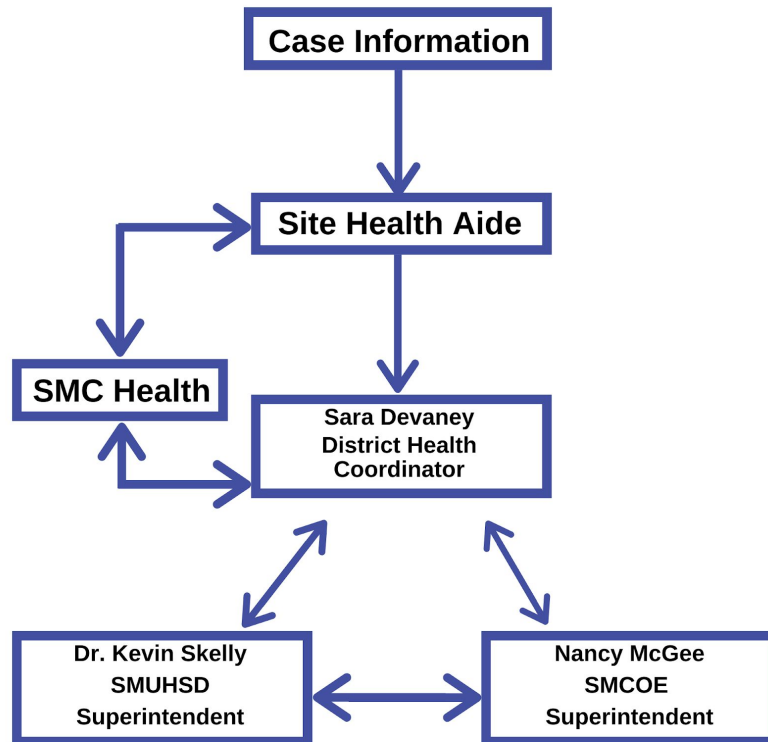 Case Information
Site Health Aide
SMC Health
Sara Devaney
District Health
Coordinator
Dr. Kevin Skelly
SMUHSD
Superintendent
Nancy McGee
SMCOE
Superintendent